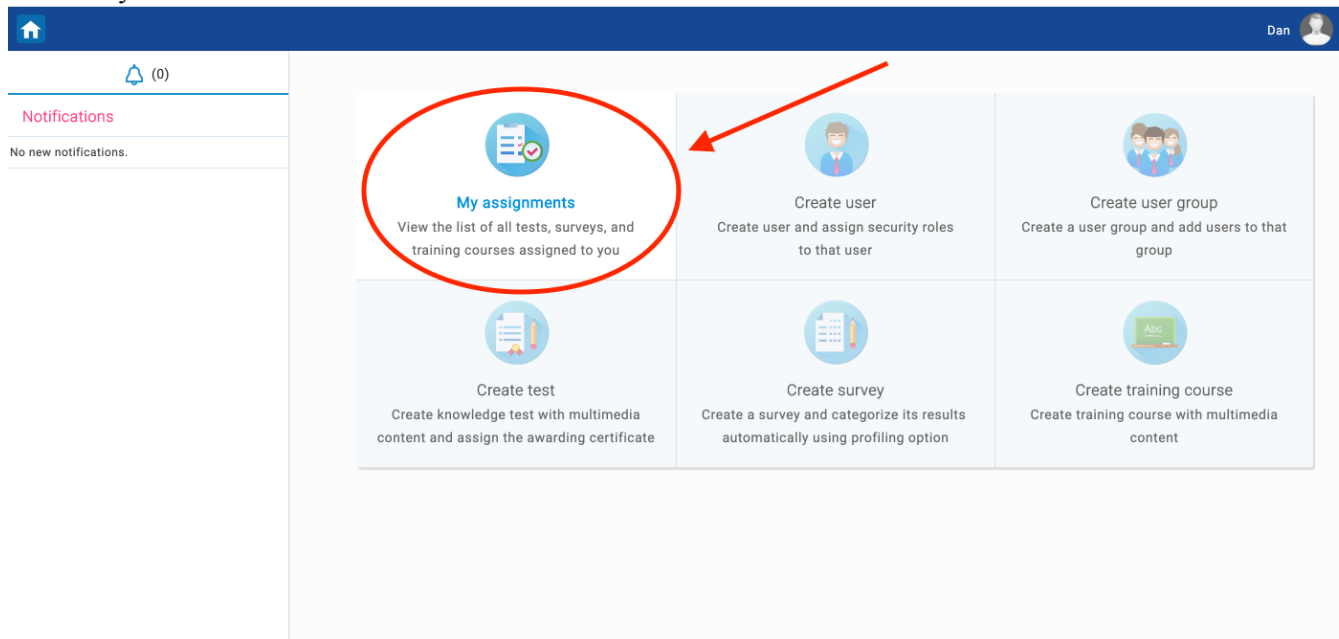 Dan
(0)
Notifications
No new notifications.
My assignments
View the list of all tests, surveys, and
training courses assigned to you
Create user
Create user and assign security roles
to that user
Create user group
Create a user group and add users to that
group
Create test
Create knowledge test with multimedia
content and assign the awarding certificate
Create survey
Create a survey and categorize its results
automatically using profiling option
Abc
Create training course
Create training course with multimedia
content